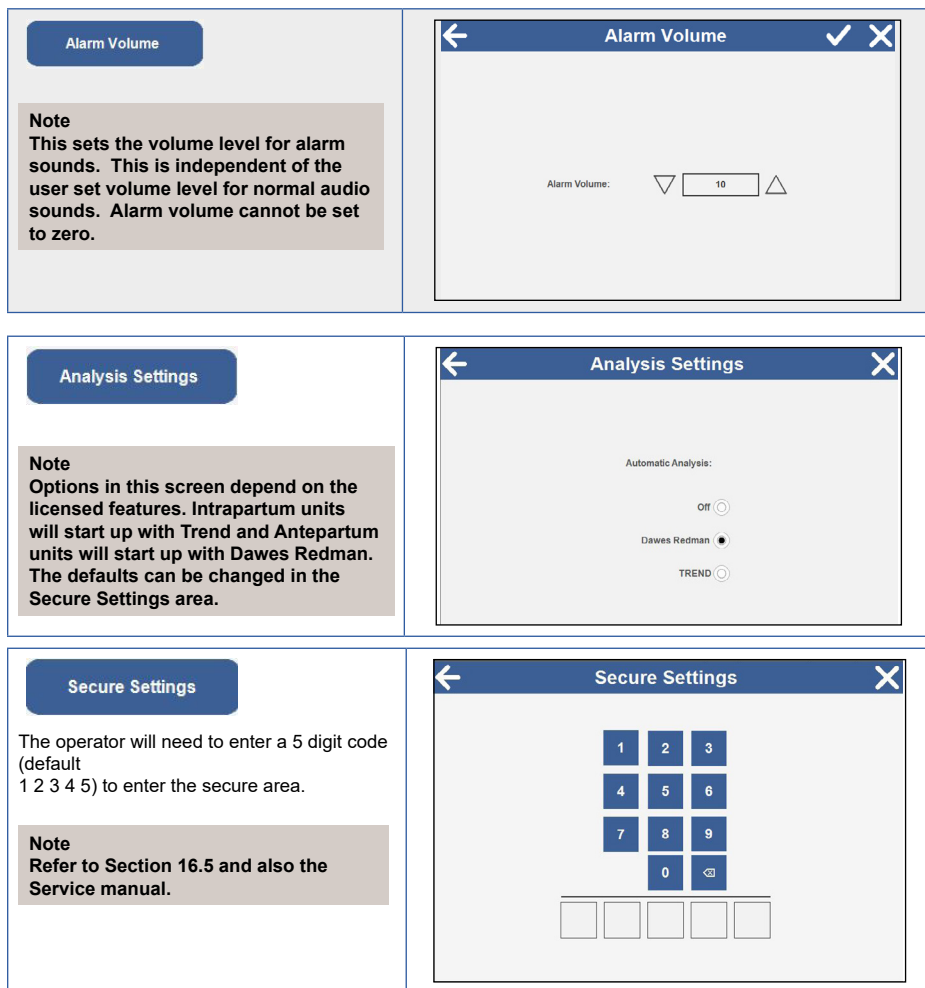 Alarm Volume
Note
This sets the volume level for alarm
sounds.  This is independent of the
user set volume level for normal audio
sounds.  Alarm volume cannot be set
to zero.
Alarm Volume
Alarm Volume:
10
Analysis Settings
Note
Options in this screen depend on the
licensed features. Intrapartum units
will start up with Trend and Antepartum
units will start up with Dawes Redman.
The defaults can be changed in the
Secure Settings area.
Analysis Settings
Automatic Analysis:
Off
Dawes Redman
TREND
Secure Settings
The operator will need to enter a 5 digit code
(default
1 2 3 4 5) to enter the secure area.
Note
Refer to Section 16.5 and also the
Service manual.
Secure Settings
1 2 3
4 5 6
7 8 9
0